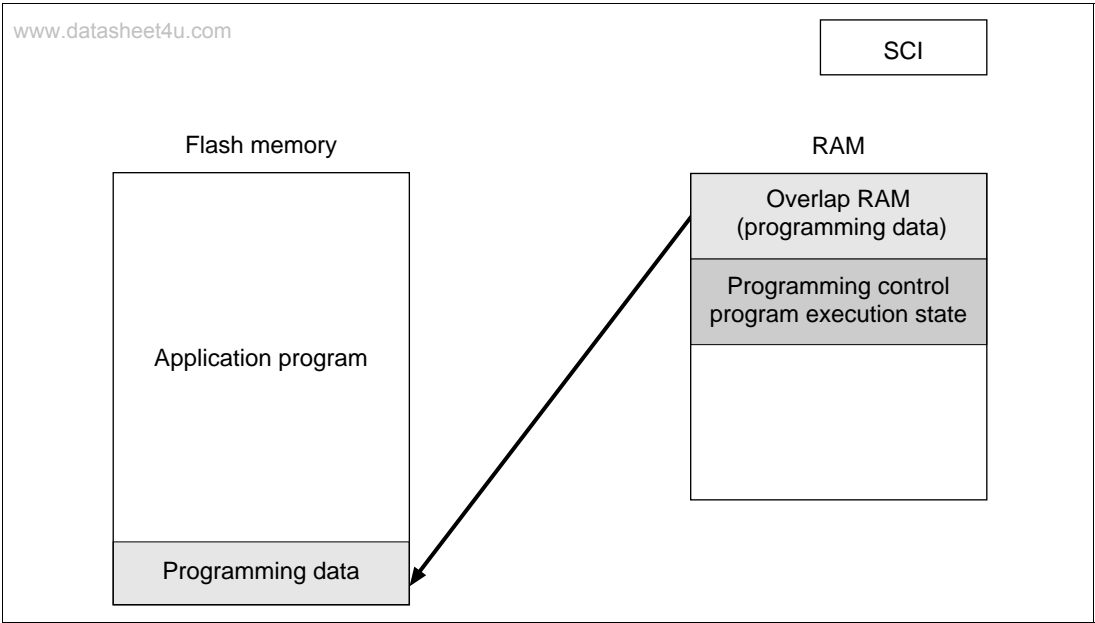 www.datasheet4u.com
SCI
Flash memory
RAM
Overlap RAM
(programming data)
Programming control
program execution state
Application program
Programming data